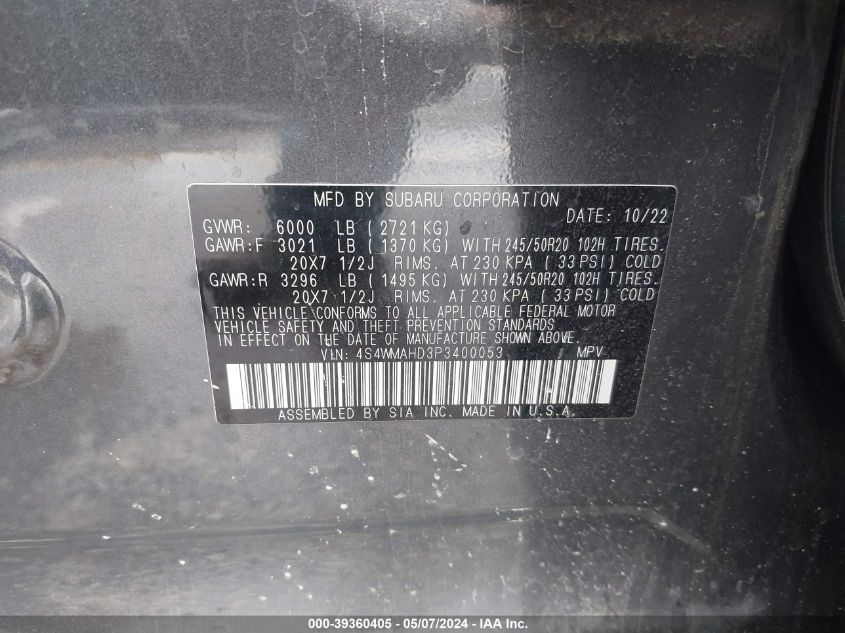 MFD BY SUBARU CORPORATION
DATE: 10/22
GVWR: 6000 LB (2721 KG)
GAWR:F 3021 LB (1370 KG) WITH 245/50R20 102H TIRES.
20X7 1/2J RIMS. AT 230 KPA (33 PSI) COLD
GAWR:R 3296 LB (1495 KG) WITH 245/50R20 102H TIRES.
20X7 1/2J RIMS. AT 230 KPA (33 PSI) COLD
THIS VEHICLE CONFORMS TO ALL APPLICABLE FEDERAL MOTOR
VEHICLE SAFETY AND THEFT PREVENTION STANDARDS
IN EFFECT ON THE DATE OF MANUFACTURE SHOWN ABOVE.
VIN: 4S4WMAHD3P3400053 MPV
ASSEMBLED BY SIA INC. MADE IN U.S.A.
000-39360405 - 05/07/2024 - IAA Inc.